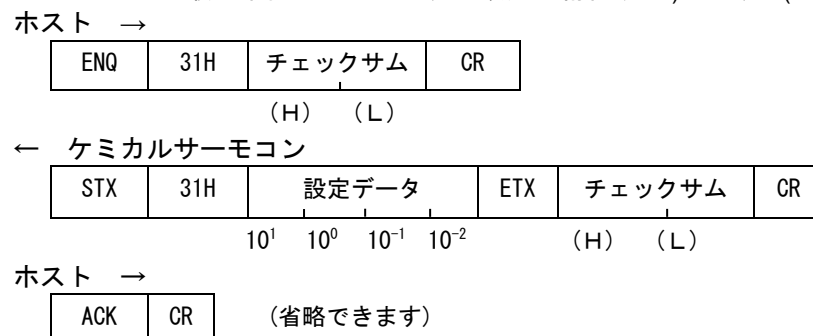 ホスト →
ENQ 31H チェックサム CR
(H) (L)
← ケミカルサーモコン
STX 31H 設定データ ETX チェックサム CR
10¹ 10⁰ 10⁻¹ 10⁻² (H) (L)
ホスト →
ACK CR (省略できます)